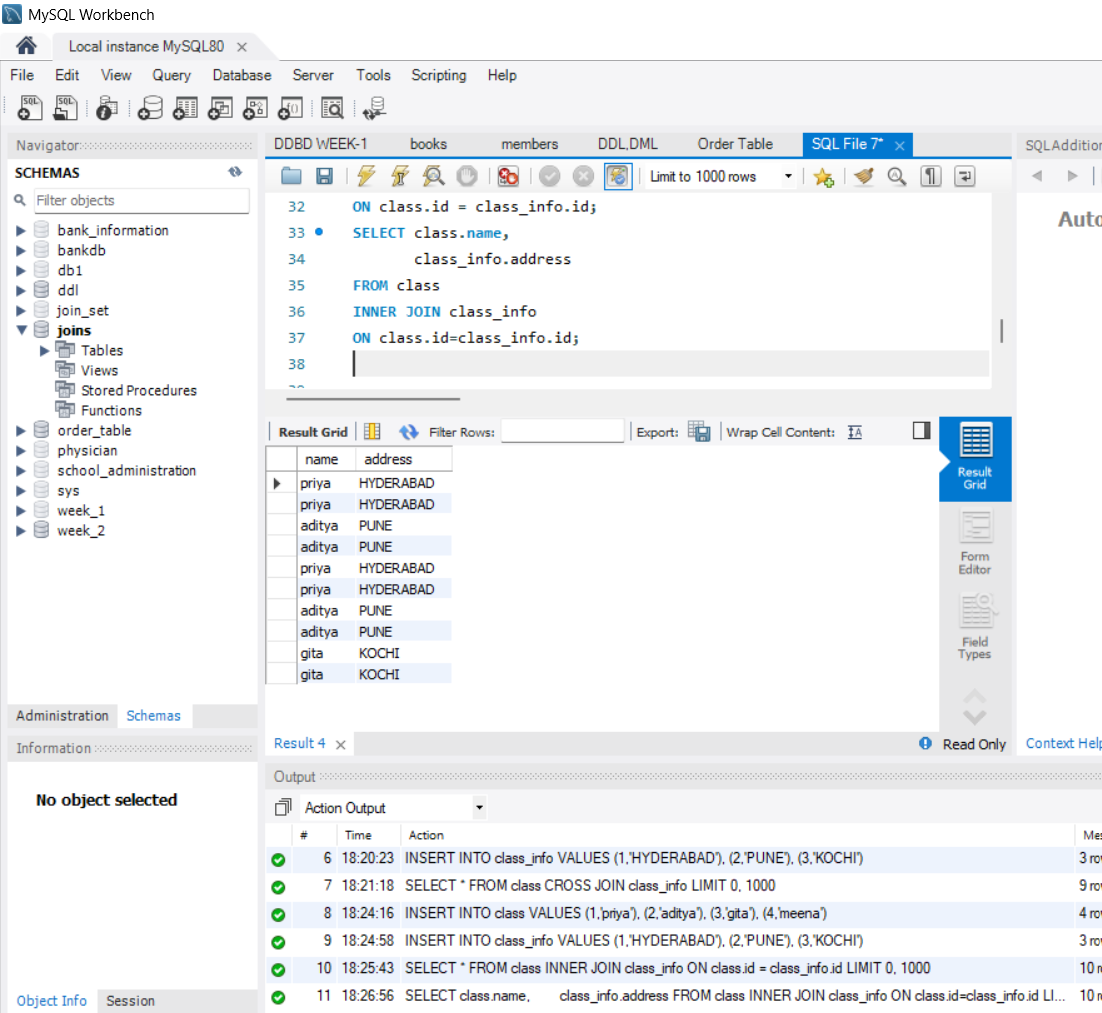 MySQL Workbench
Local instance MySQL80
File Edit View Query Database Server Tools Scripting Help
Navigator
SCHEMAS
Filter objects
bank_information
bankdb
db1
ddl
join_set
joins
Tables
Views
Stored Procedures
Functions
order_table
physician
school_administration
sys
week_1
week_2
Administration Schemas
Information
No object selected
Object Info Session
DDBD WEEK-1 books members DDL,DML Order Table SQL File 7*
Limit to 1000 rows
32 ON class.id = class_info.id;
33 SELECT class.name,
34 class_info.address
35 FROM class
36 INNER JOIN class_info
37 ON class.id=class_info.id;
38
Result Grid Filter Rows: Export: Wrap Cell Content:
name address
priya HYDERABAD
priya HYDERABAD
aditya PUNE
aditya PUNE
priya HYDERABAD
priya HYDERABAD
aditya PUNE
aditya PUNE
gita KOCHI
gita KOCHI
Result
Grid
Form
Editor
Field
Types
Result 4
Read Only
Output
Action Output
# Time Action
6 18:20:23 INSERT INTO class_info VALUES (1,'HYDERABAD'), (2,'PUNE'), (3,'KOCHI') 3
7 18:21:18 SELECT * FROM class CROSS JOIN class_info LIMIT 0, 1000 9
8 18:24:16 INSERT INTO class VALUES (1,'priya'), (2,'aditya'), (3,'gita'), (4,'meena') 4
9 18:24:58 INSERT INTO class_info VALUES (1,'HYDERABAD'), (2,'PUNE'), (3,'KOCHI') 3
10 18:25:43 SELECT * FROM class INNER JOIN class_info ON class.id = class_info.id LIMIT 0, 1000 10
11 18:26:56 SELECT class.name, class_info.address FROM class INNER JOIN class_info ON class.id=class_info.id LI... 10
Context Help